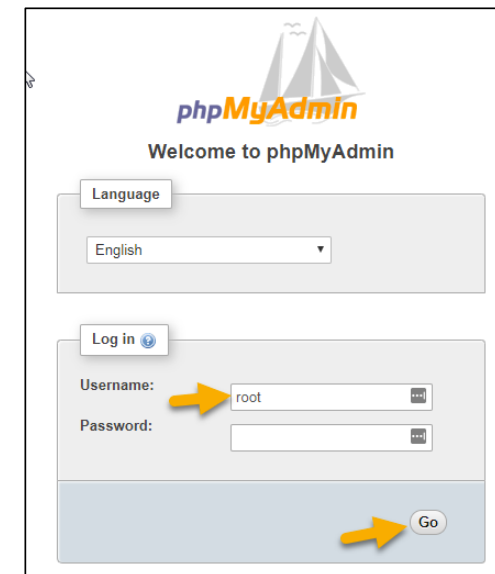 phpMyAdmin
Welcome to phpMyAdmin
Language
English
Log in
Username:
root
Password:
Go